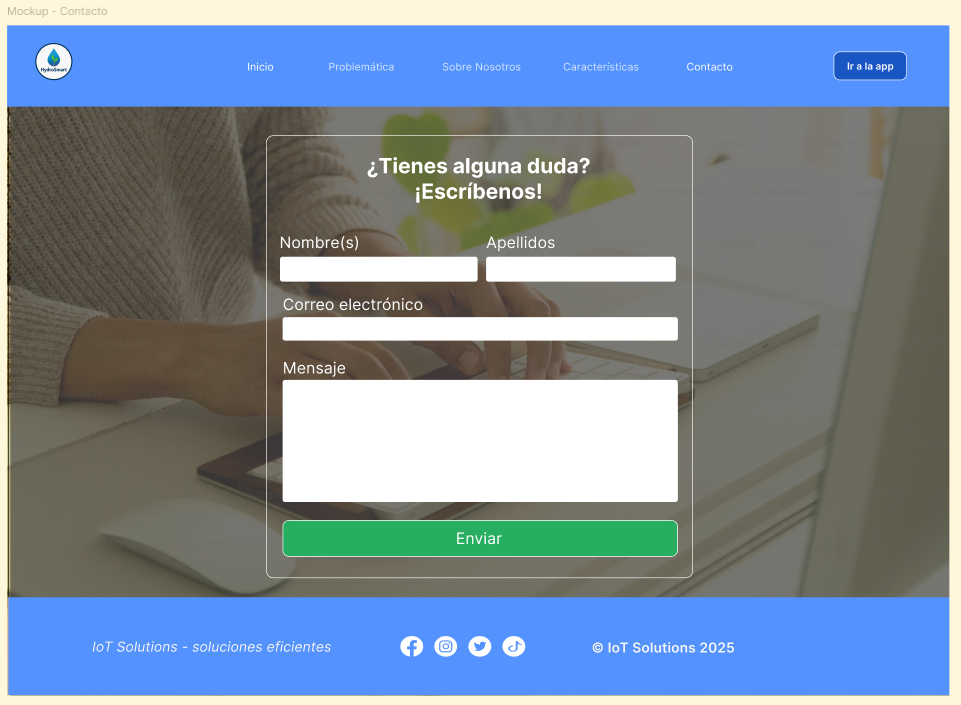 Mockup - Contacto
HydroSmart
Inicio
Problemática
Sobre Nosotros
Características
Contacto
Ir a la app
¿Tienes alguna duda?
¡Escríbenos!
Nombre(s)
Apellidos
Correo electrónico
Mensaje
Enviar
IoT Solutions - soluciones eficientes
© IoT Solutions 2025